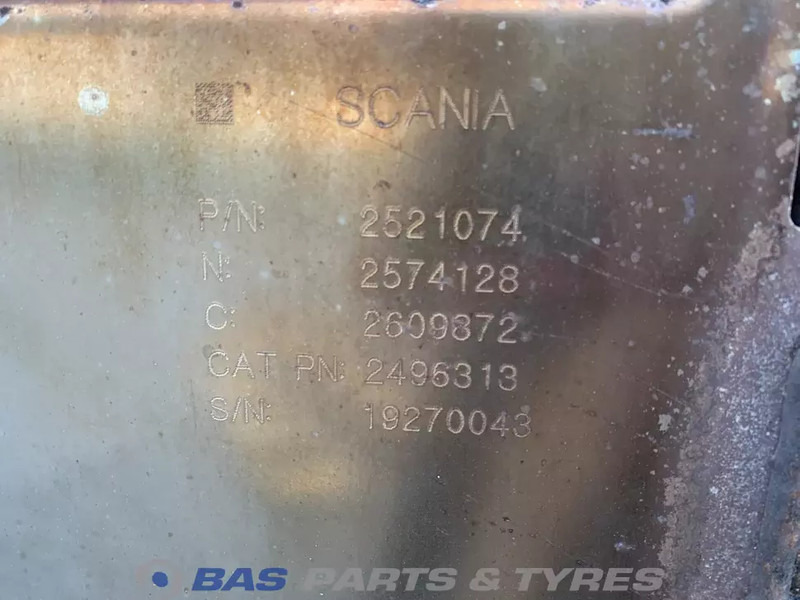 SCANIA
P/N: 2521074
N: 2574128
C: 2609872
CAT PN: 2496313
S/N: 19270043
BAS PARTS & TYRES